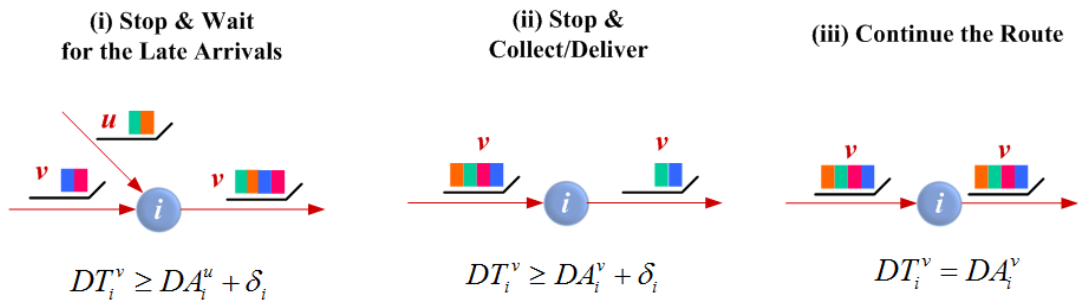 (i) Stop & Wait
for the Late Arrivals
(ii) Stop &
Collect/Deliver
(iii) Continue the Route
u
v
v
i
v
v
i
v
v
i
DT_i^v ≥ DA_i^u + δ_i
DT_i^v ≥ DA_i^v + δ_i
DT_i^v = DA_i^v